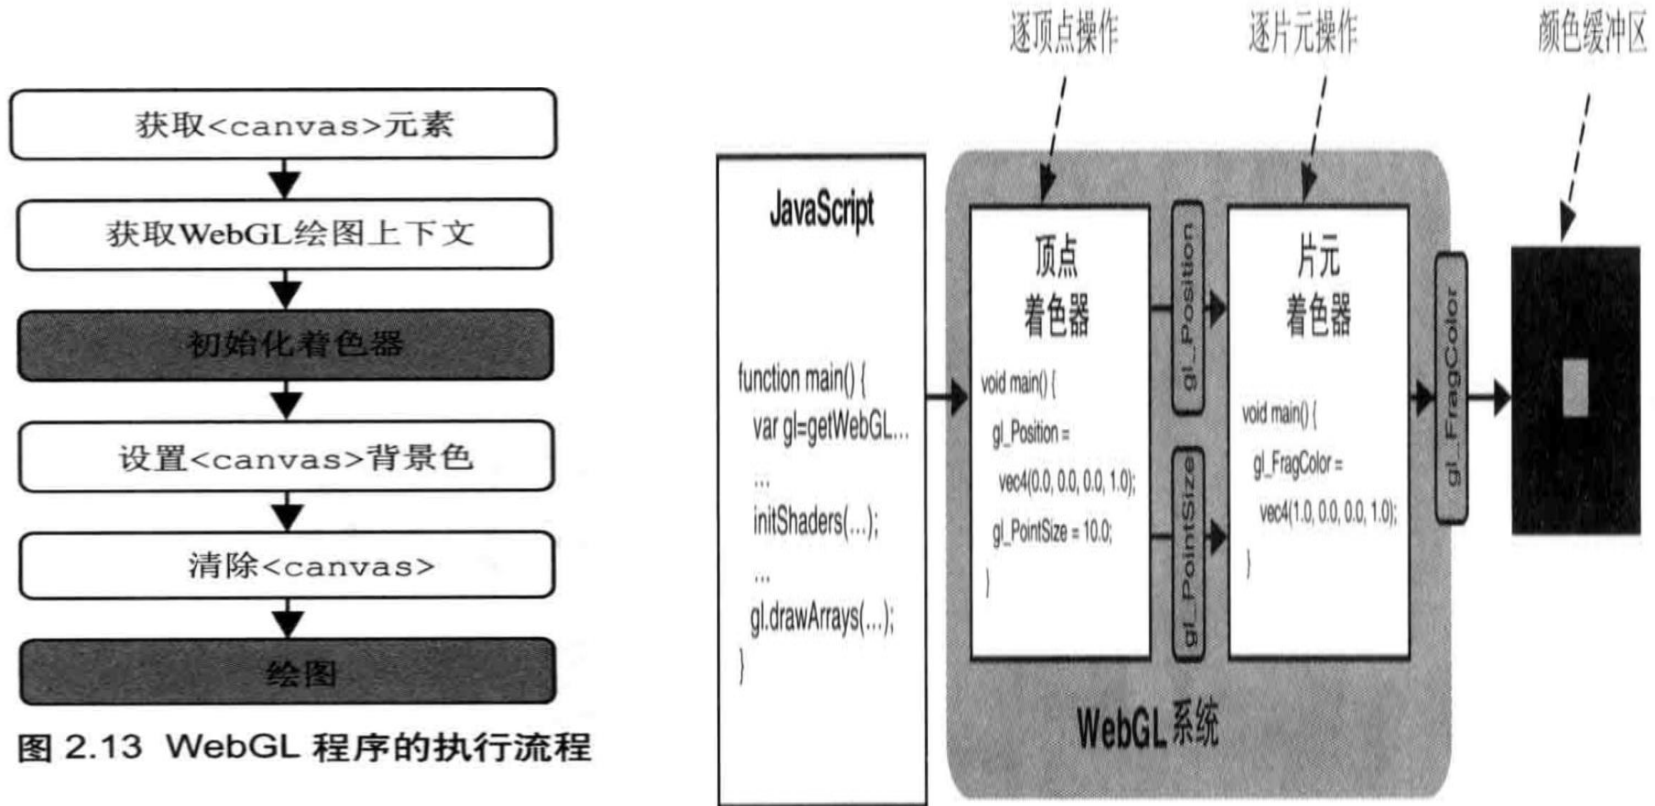 获取<canvas>元素
获取WebGL绘图上下文
初始化着色器
设置<canvas>背景色
清除<canvas>
绘图
图 2.13 WebGL 程序的执行流程
逐顶点操作
逐片元操作
颜色缓冲区
JavaScript
function main() {
var gl=getWebGL...
...
initShaders(...);
...
gl.drawArrays(...);
}
顶点
着色器
void main() {
gl_Position =
vec4(0.0, 0.0, 0.0, 1.0);
gl_PointSize = 10.0;
}
gl_Position
gl_PointSize
片元
着色器
void main() {
gl_FragColor =
vec4(1.0, 0.0, 0.0, 1.0);
}
gl_FragColor
WebGL 系统